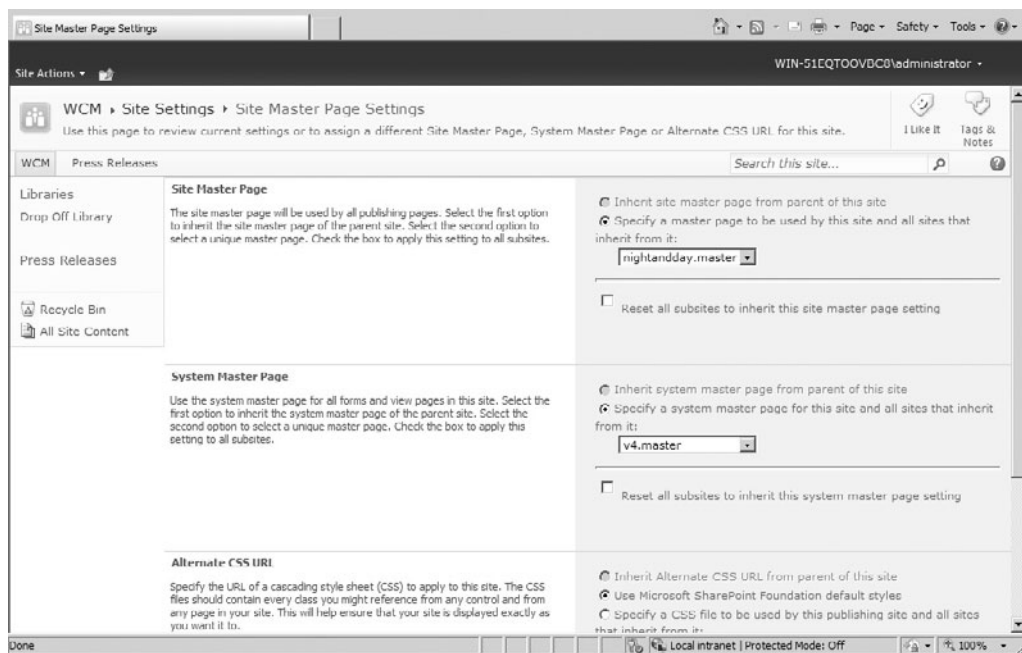 Site Master Page Settings
Page Safety Tools
Site Actions
WIN-51EQTOOVBC8\administrator
WCM Site Settings Site Master Page Settings
Use this page to review current settings or to assign a different Site Master Page, System Master Page or Alternate CSS URL for this site.
I Like It
Tags & Notes
WCM Press Releases
Search this site...
Libraries
Drop Off Library
Press Releases
Recycle Bin
All Site Content
Site Master Page
The site master page will be used by all publishing pages. Select the first option
to inherit the site master page of the parent site. Select the second option to
select a unique master page. Check the box to apply this setting to all subsites.
Inherit site master page from parent of this site
Specify a master page to be used by this site and all sites that
inherit from it:
nightandday.master
Reset all subsites to inherit this site master page setting
System Master Page
Use the system master page for all forms and view pages in this site. Select the
first option to inherit the system master page of the parent site. Select the
second option to select a unique master page. Check the box to apply this
setting to all subsites.
Inherit system master page from parent of this site
Specify a system master page for this site and all sites that inherit
from it:
v4.master
Reset all subsites to inherit this system master page setting
Alternate CSS URL
Specify the URL of a cascading style sheet (CSS) to apply to this site. The CSS
files should contain every class you might reference from any control and from
any page in your site. This will help ensure that your site is displayed exactly as
you want it to.
Inherit Alternate CSS URL from parent of this site
Use Microsoft SharePoint Foundation default styles
Specify a CSS file to be used by this publishing site and all sites
that inherit from it:
Done
Local intranet | Protected Mode: Off
100%